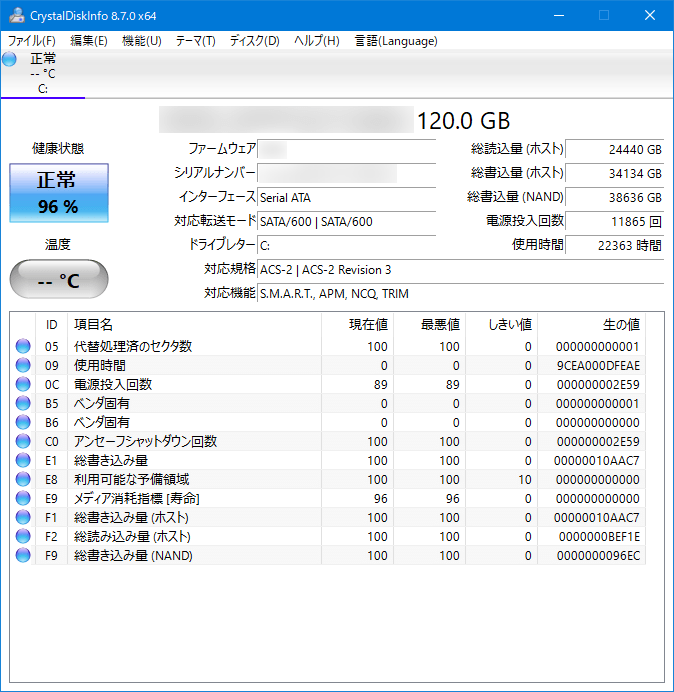 CrystalDiskInfo 8.7.0 x64
ファイル(F) 編集(E) 機能(U) テーマ(T) ディスク(D) ヘルプ(H) 言語(Language)
正常
-- °C
C:
120.0 GB
健康状態
正常
96 %
温度
-- °C
ファームウェア
シリアルナンバー
インターフェース Serial ATA
対応転送モード SATA/600 | SATA/600
ドライブレター C:
対応規格 ACS-2 | ACS-2 Revision 3
対応機能 S.M.A.R.T., APM, NCQ, TRIM
総読込量 (ホスト) 24440 GB
総書込量 (ホスト) 34134 GB
総書込量 (NAND) 38636 GB
電源投入回数 11865 回
使用時間 22363 時間
ID 項目名 現在値 最悪値 しきい値 生の値
05 代替処理済のセクタ数 100 100 0 000000000001
09 使用時間 0 0 0 9CEA000DFEAE
0C 電源投入回数 89 89 0 000000002E59
B5 ベンダ固有 0 0 0 000000000001
B6 ベンダ固有 0 0 0 000000000000
C0 アンセーフシャットダウン回数 100 100 0 000000002E59
E1 総書き込み量 100 100 0 00000010AAC7
E8 利用可能な予備領域 100 100 10 000000000000
E9 メディア消耗指標 [寿命] 96 96 0 000000000000
F1 総書き込み量 (ホスト) 100 100 0 00000010AAC7
F2 総読み込み量 (ホスト) 100 100 0 0000000BEF1E
F9 総書き込み量 (NAND) 100 100 0 0000000096EC